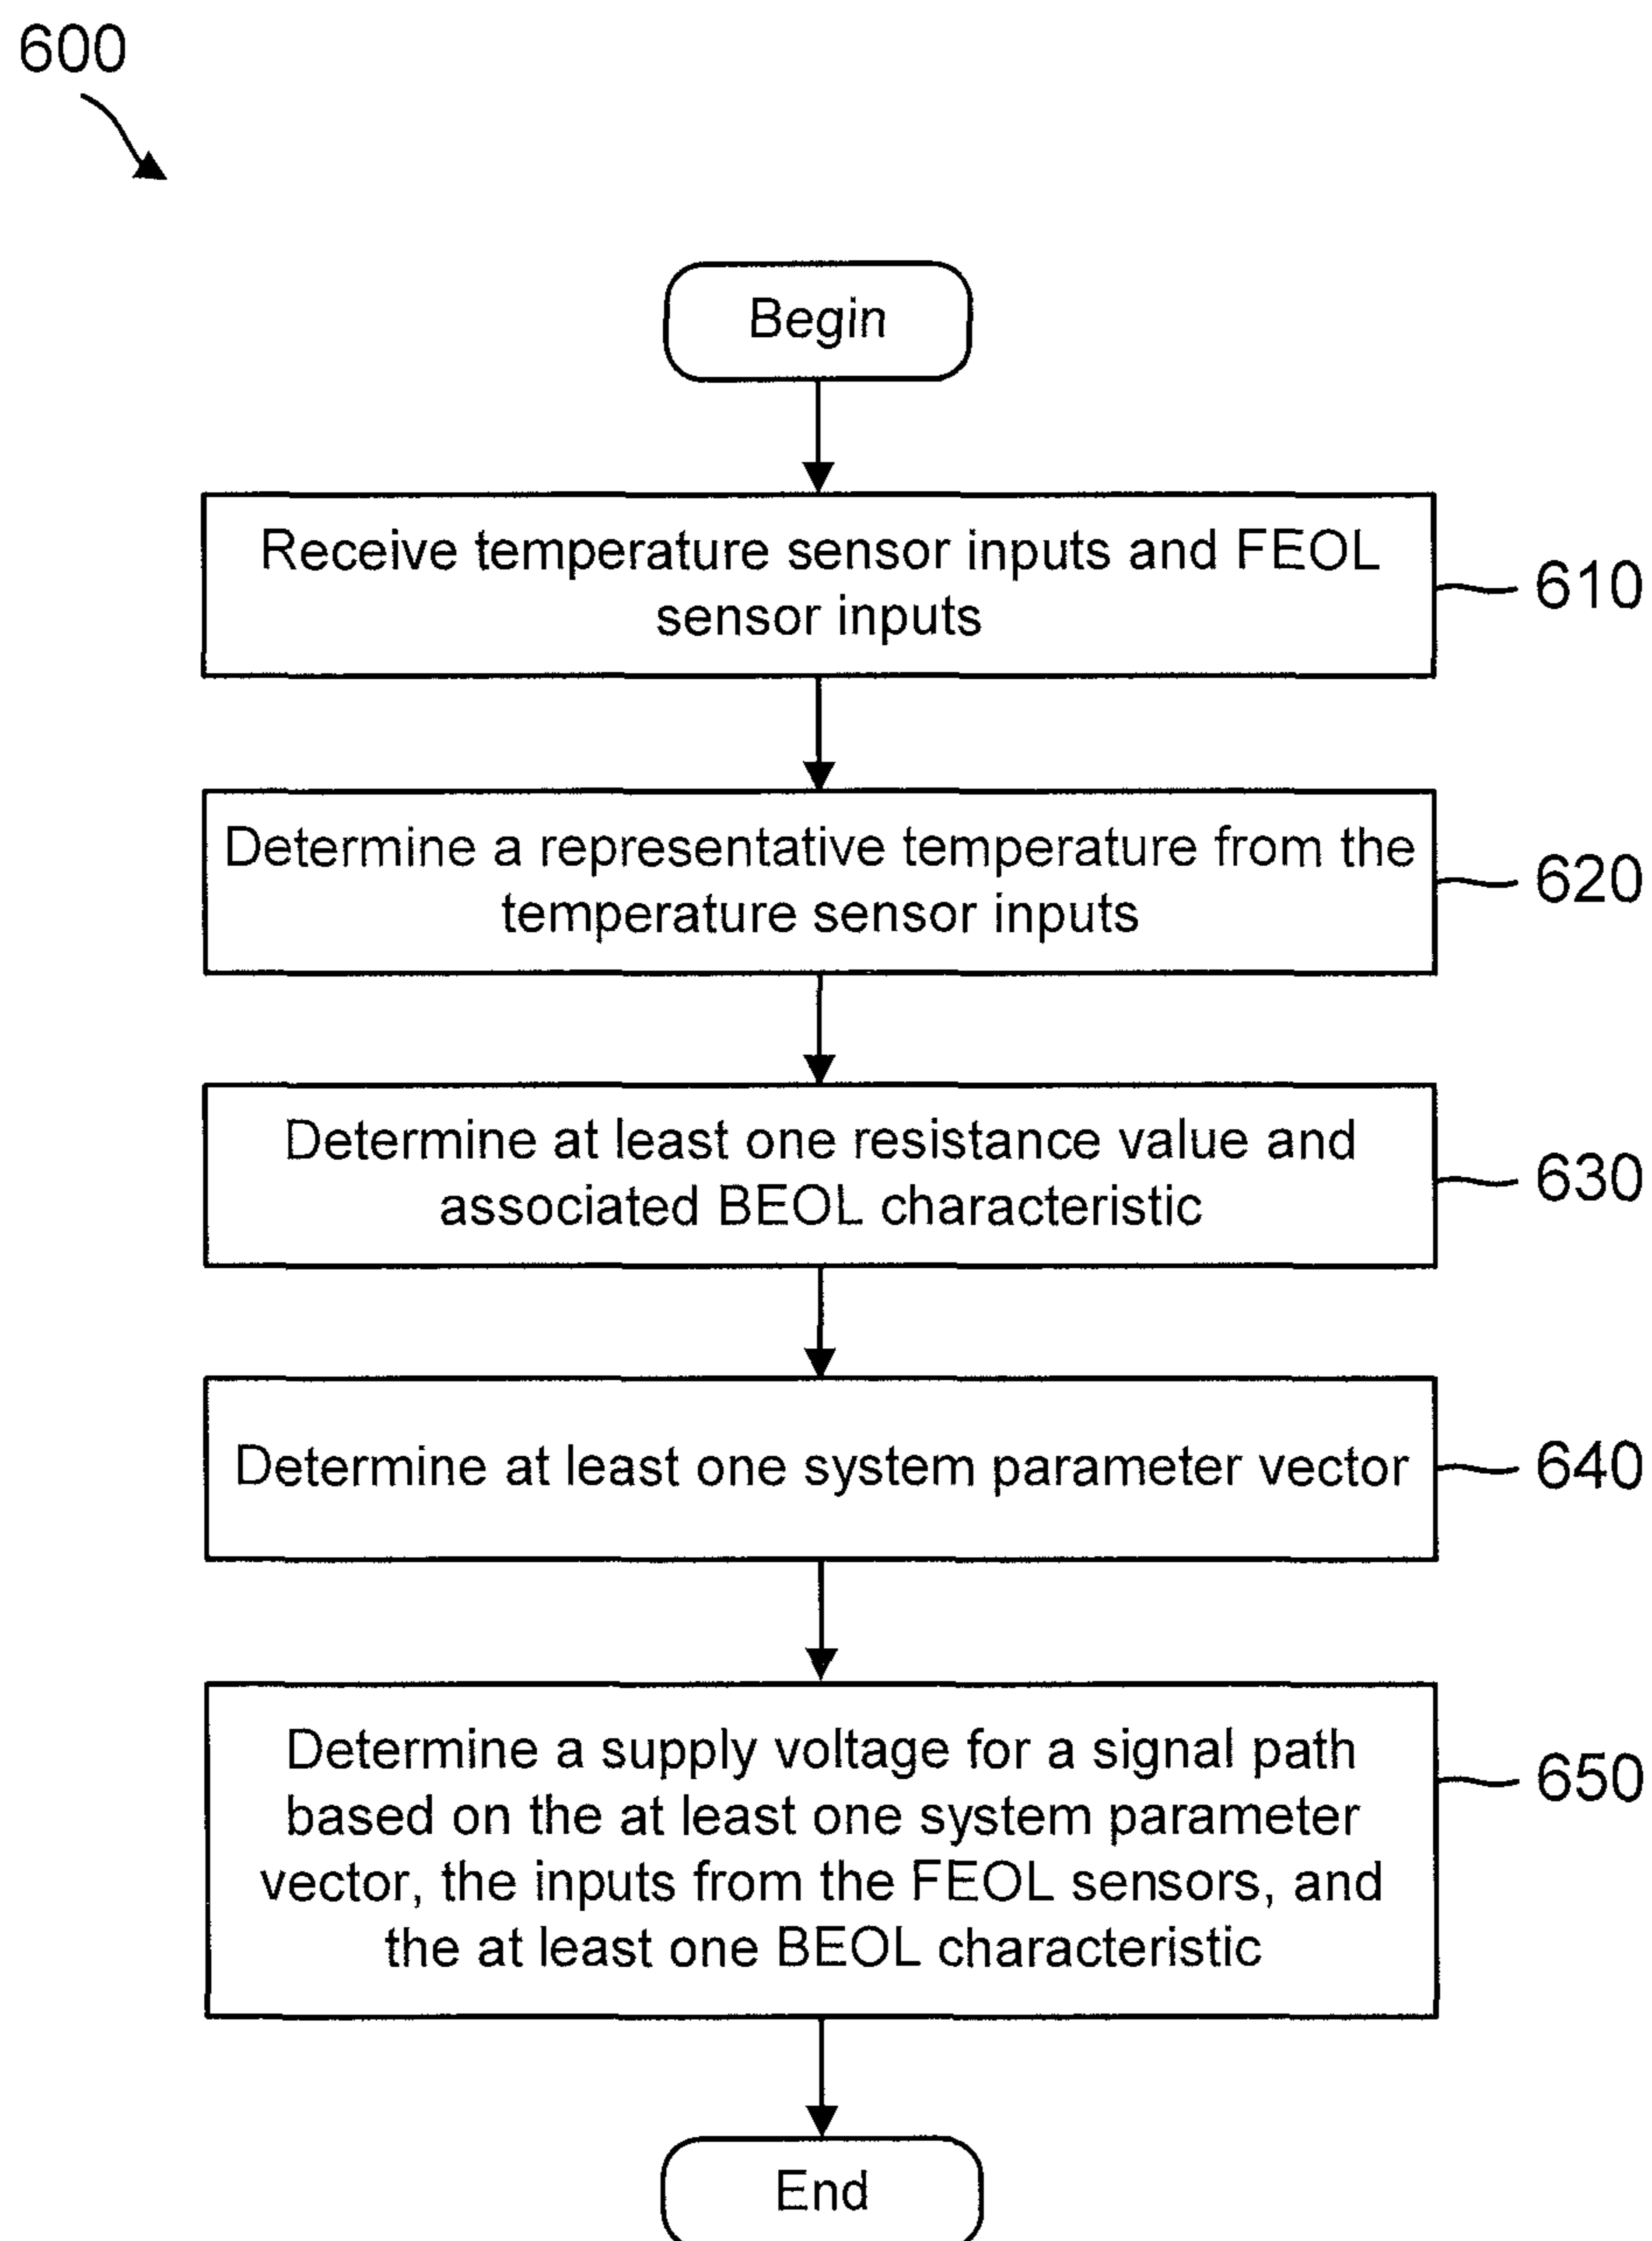 600
Begin
Receive temperature sensor inputs and FEOL
sensor inputs
610
Determine a representative temperature from the
temperature sensor inputs
620
Determine at least one resistance value and
associated BEOL characteristic
630
Determine at least one system parameter vector
640
Determine a supply voltage for a signal path
based on the at least one system parameter
vector, the inputs from the FEOL sensors, and
the at least one BEOL characteristic
650
End